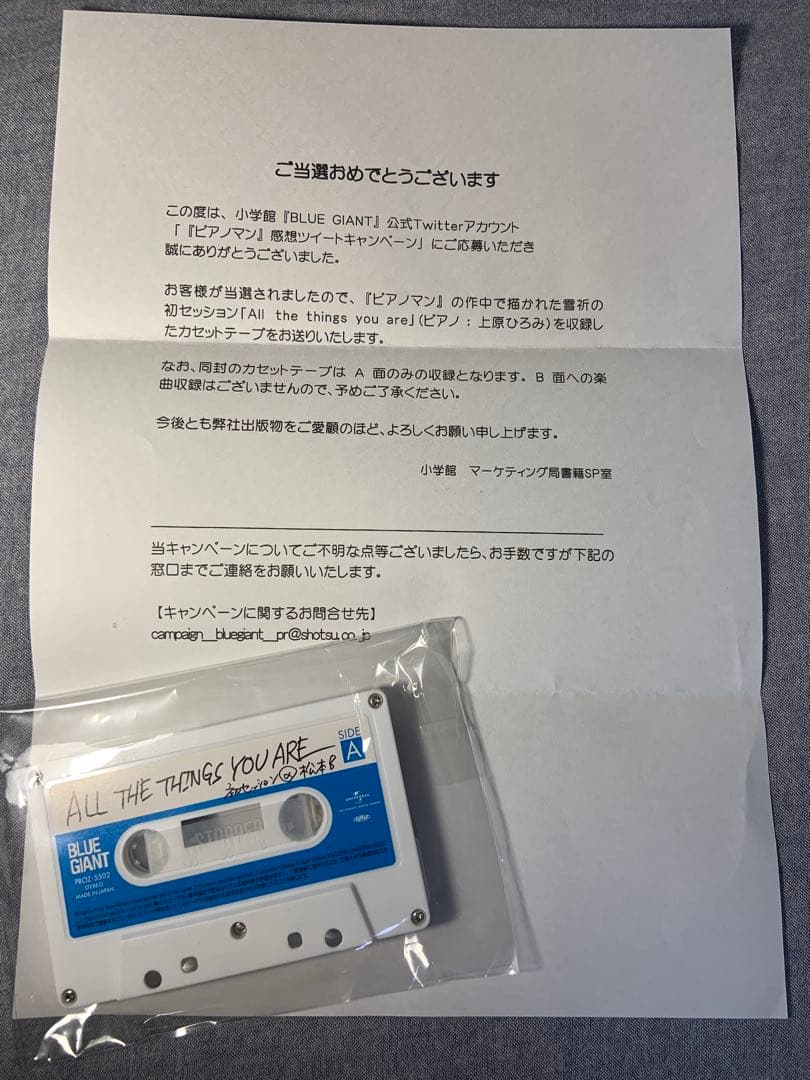 ご当選おめでとうございます
この度は、小学館『BLUE GIANT』公式Twitterアカウント
「『ピアノマン』感想ツイートキャンペーン」にご応募いただき
誠にありがとうございました。
お客様が当選されましたので、『ピアノマン』の作中で描かれた雪祈の
初セッション「All the things you are」(ピアノ:上原ひろみ)を収録し
たカセットテープをお送りいたします。
なお、同封のカセットテープは A 面のみの収録となります。B 面への楽
曲収録はございませんので、予めご了承ください。
今後とも弊社出版物をご愛顧のほど、よろしくお願い申し上げます。
小学館 マーケティング局書籍SP室
当キャンペーンについてご不明な点等ございましたら、お手数ですが下記の
窓口までご連絡をお願いいたします。
【キャンペーンに関するお問合せ先】
campaign_bluegiant_pr@shotsu.co.jp
SIDE
A
ALL THE THINGS YOU ARE
初セッション@松本8
UNIVERSAL
BLUE
GIANT
PROZ-5502
STEREO
MADE IN JAPAN